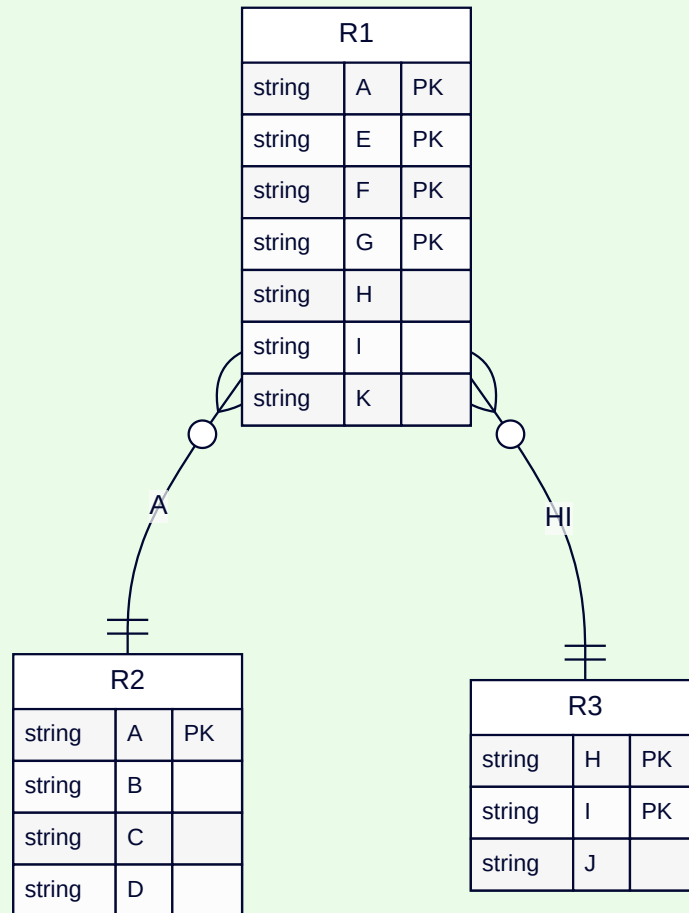 R1
string A PK
string E PK
string F PK
string G PK
string H
string I
string K
A
HI
R2
string A PK
string B
string C
string D
R3
string H PK
string I PK
string J